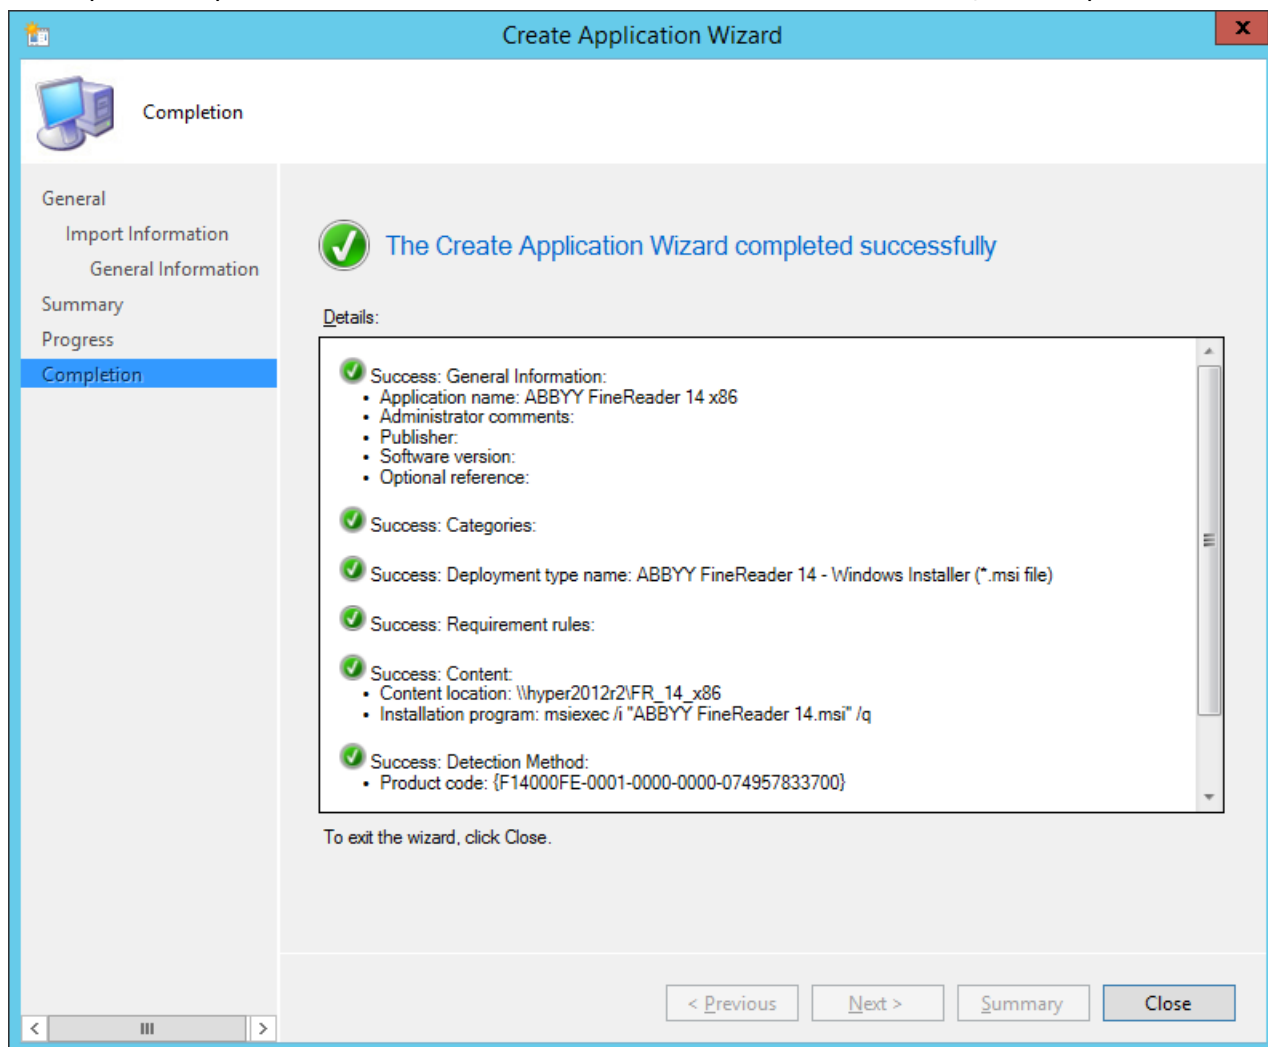 Create Application Wizard
X
Completion
General
Import Information
General Information
Summary
Progress
Completion
The Create Application Wizard completed successfully
Details:
Success: General Information:
• Application name: ABBYY FineReader 14 x86
• Administrator comments:
• Publisher:
• Software version:
• Optional reference:
Success: Categories:
Success: Deployment type name: ABBYY FineReader 14 - Windows Installer (*.msi file)
Success: Requirement rules:
Success: Content:
• Content location: \\hyper2012r2\FR_14_x86
• Installation program: msiexec /i "ABBYY FineReader 14.msi" /q
Success: Detection Method:
• Product code: {F14000FE-0001-0000-0000-074957833700}
To exit the wizard, click Close.
< Previous
Next >
Summary
Close